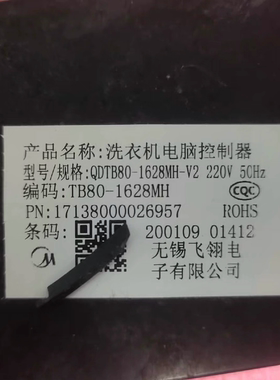 产品名称:洗衣机电脑控制器
型号/规格:QDTB80-1628MH-V2 220V 50Hz
编码:TB80-1628MH
CQC
PN:17138000026957 ROHS
条码: 200109 01412
无锡飞翎电
子有限公司